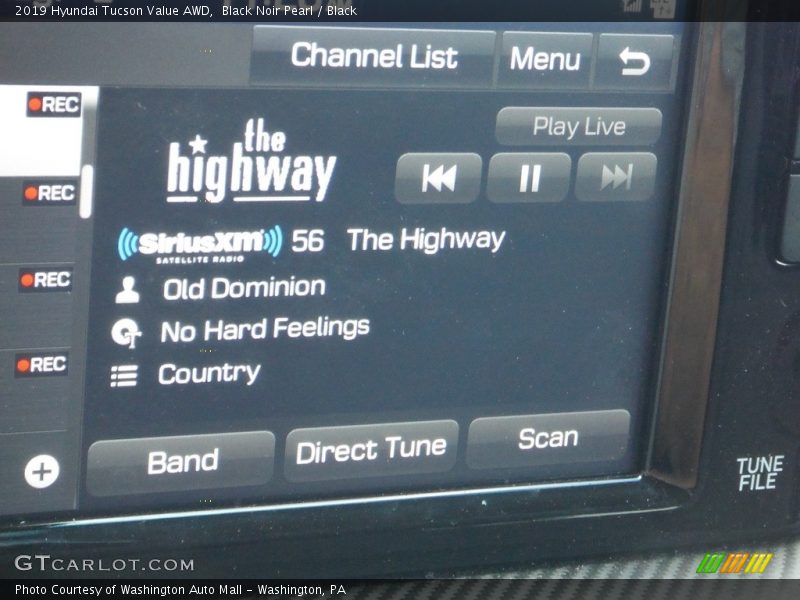 2019 Hyundai Tucson Value AWD,  Black Noir Pearl / Black
Channel List
Menu
REC
Play Live
the
highway
REC
SiriusXM
SATELLITE RADIO
56
The Highway
REC
Old Dominion
No Hard Feelings
REC
Country
Band
Direct Tune
Scan
TUNE
FILE
GTCARLOT.COM
Photo Courtesy of Washington Auto Mall - Washington, PA